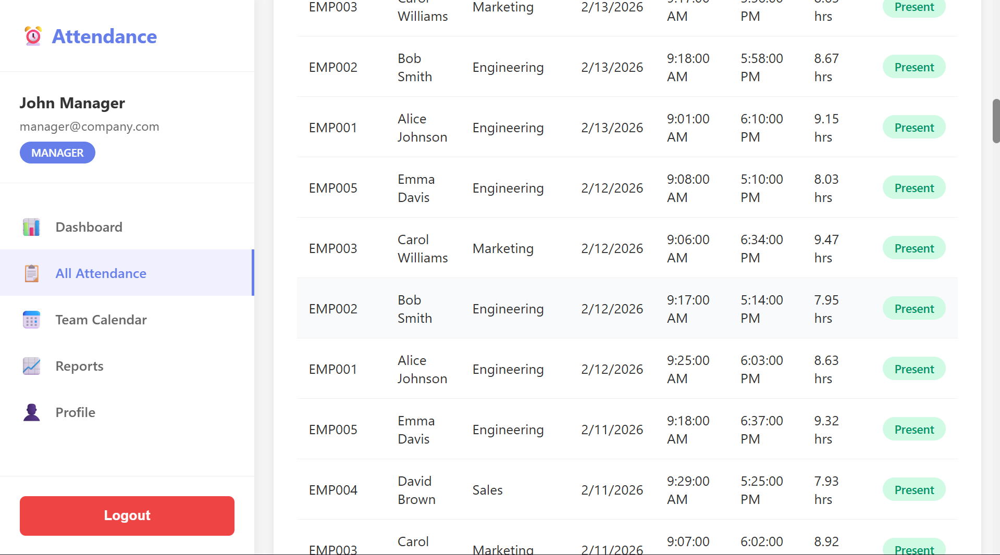 Attendance
John Manager
manager@company.com
MANAGER
Dashboard
All Attendance
Team Calendar
Reports
Profile
Logout
EMP003 Carol Williams Marketing 2/13/2026 AM PM hrs Present
EMP002 Bob Smith Engineering 2/13/2026 9:18:00 AM 5:58:00 PM 8.67 hrs Present
EMP001 Alice Johnson Engineering 2/13/2026 9:01:00 AM 6:10:00 PM 9.15 hrs Present
EMP005 Emma Davis Engineering 2/12/2026 9:08:00 AM 5:10:00 PM 8.03 hrs Present
EMP003 Carol Williams Marketing 2/12/2026 9:06:00 AM 6:34:00 PM 9.47 hrs Present
EMP002 Bob Smith Engineering 2/12/2026 9:17:00 AM 5:14:00 PM 7.95 hrs Present
EMP001 Alice Johnson Engineering 2/12/2026 9:25:00 AM 6:03:00 PM 8.63 hrs Present
EMP005 Emma Davis Engineering 2/11/2026 9:18:00 AM 6:37:00 PM 9.32 hrs Present
EMP004 David Brown Sales 2/11/2026 9:29:00 AM 5:25:00 PM 7.93 hrs Present
EMP003 Carol Marketing 2/11/2026 9:07:00 6:02:00 8.92 Present